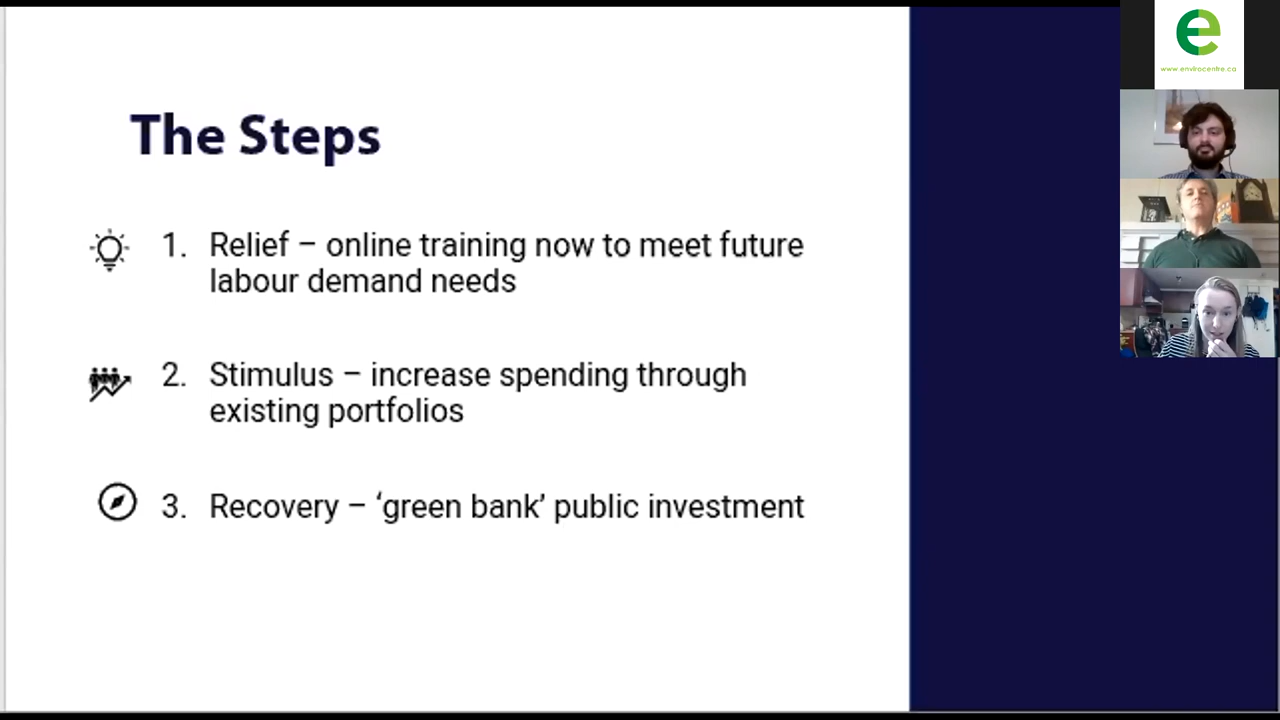 The Steps
1. Relief – online training now to meet future
labour demand needs
2. Stimulus – increase spending through
existing portfolios
3. Recovery – ‘green bank’ public investment
e
www.envirocentre.ca